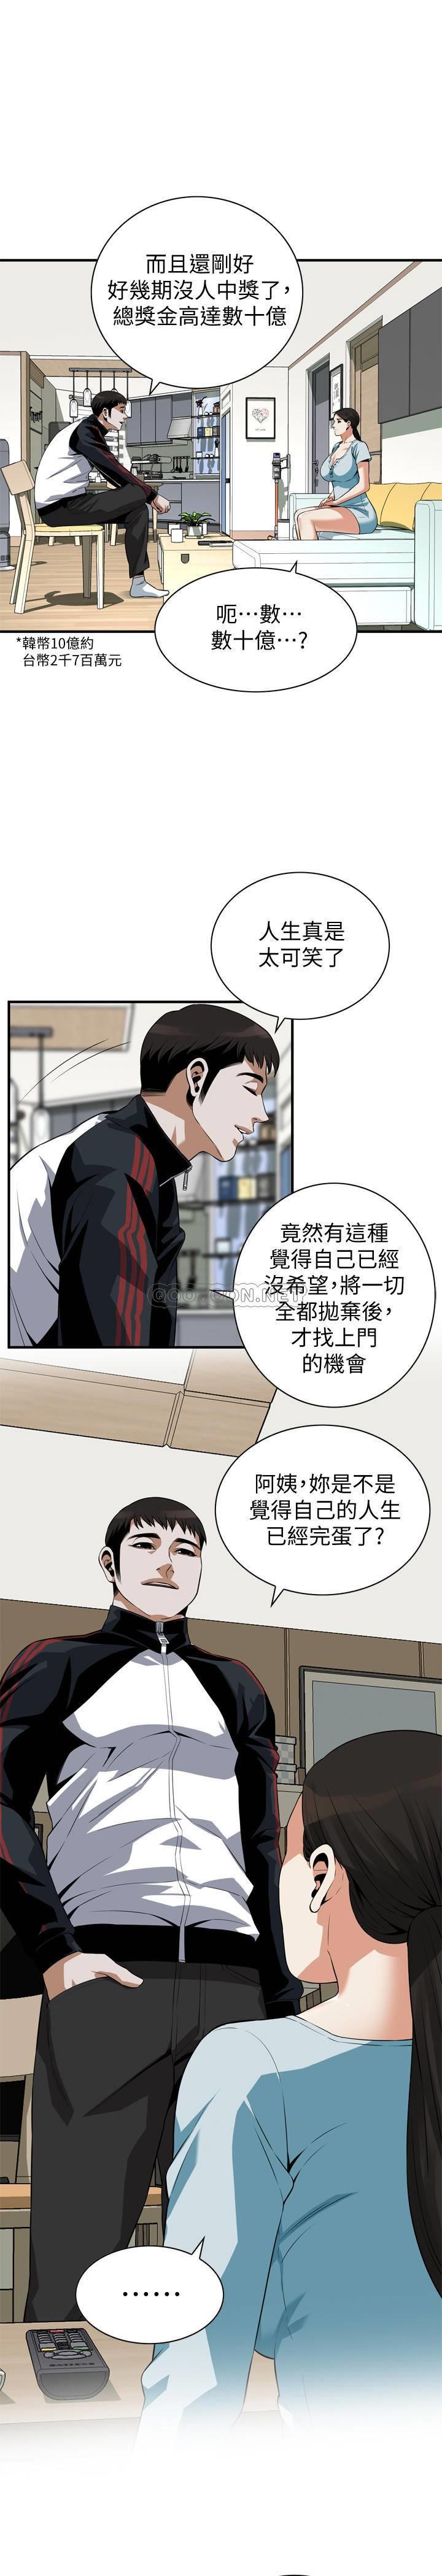 而且還剛好
好幾期沒人中獎了，
總獎金高達數十億
呃…數…
數十億…?
*韓幣10億約
台幣2千7百萬元
人生真是
太可笑了
竟然有這種
覺得自己已經
沒希望，將一切
全都拋棄後，
才找上門
的機會
阿姨，妳是不是
覺得自己的人生
已經完蛋了?
⋯⋯